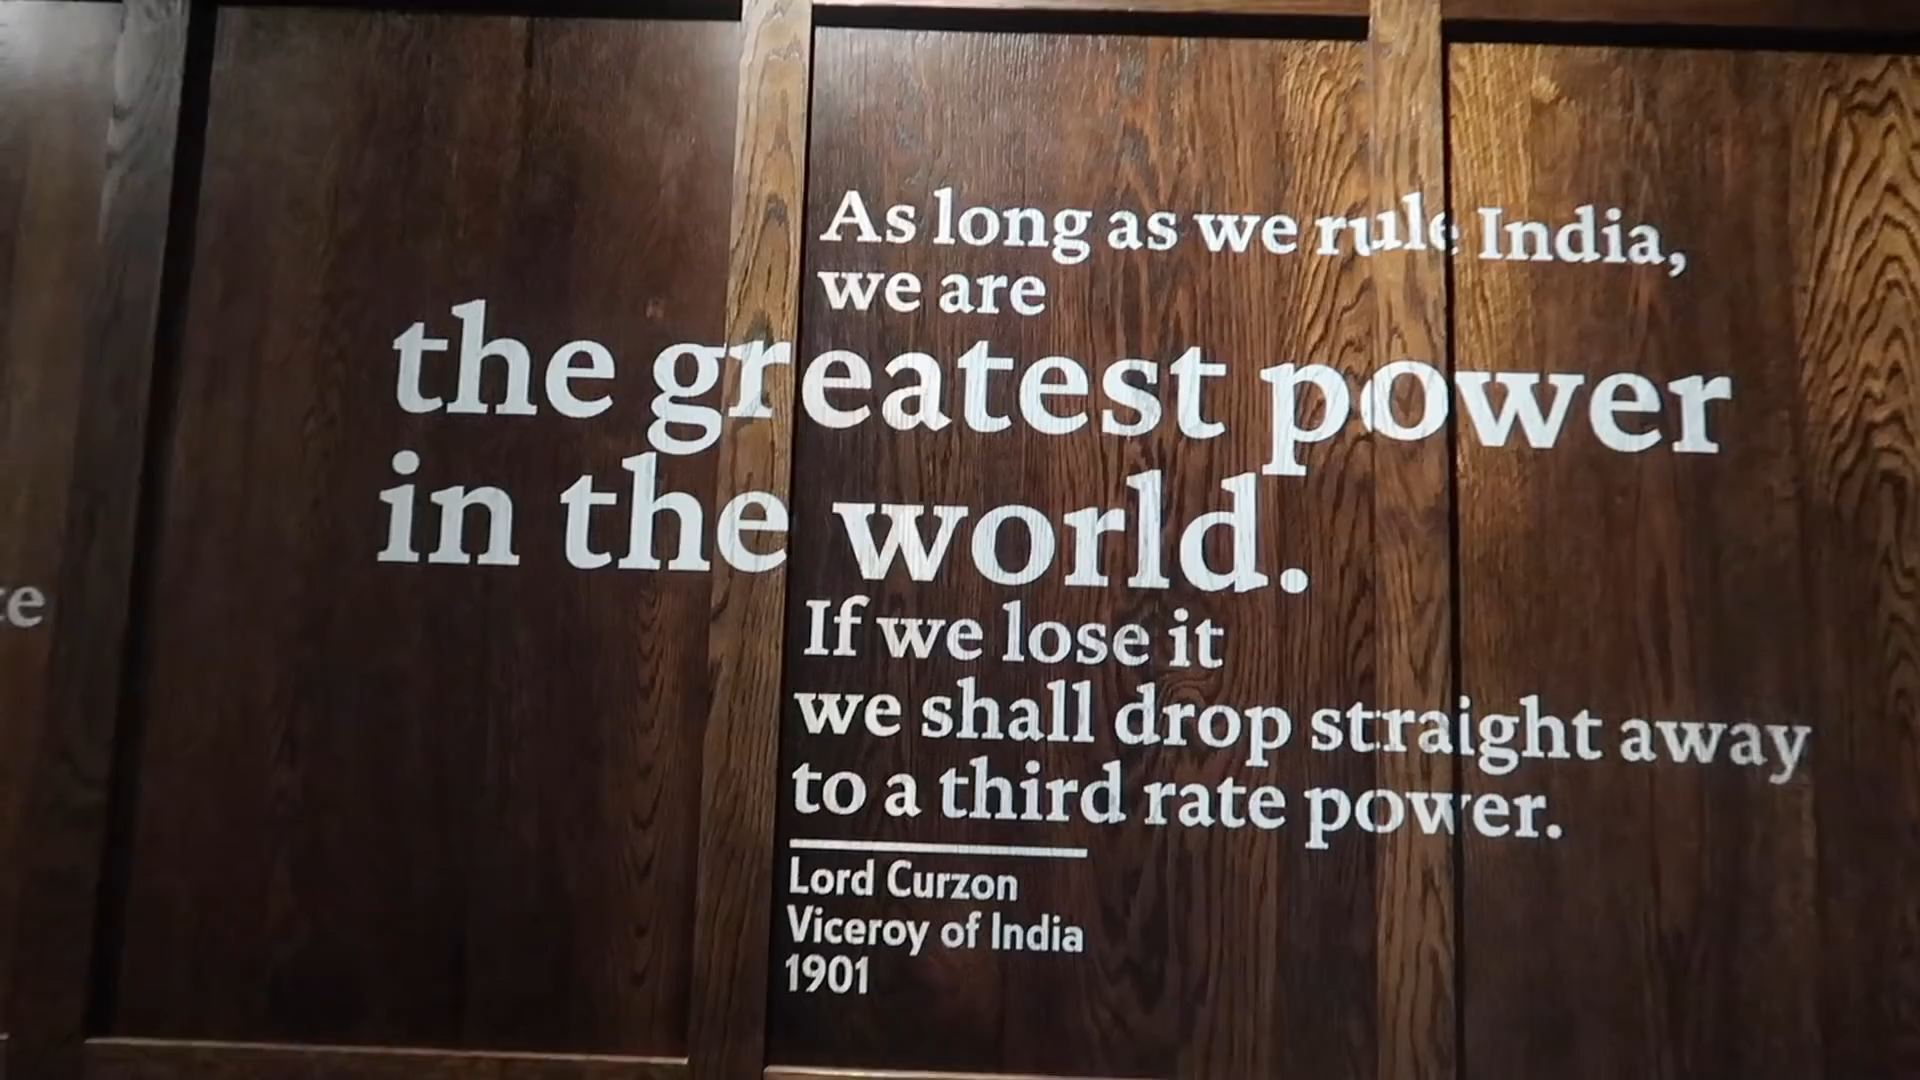 As long as we rule India,
we are
the greatest power
in the world.
If we lose it
we shall drop straight away
to a third rate power.
Lord Curzon
Viceroy of India
1901